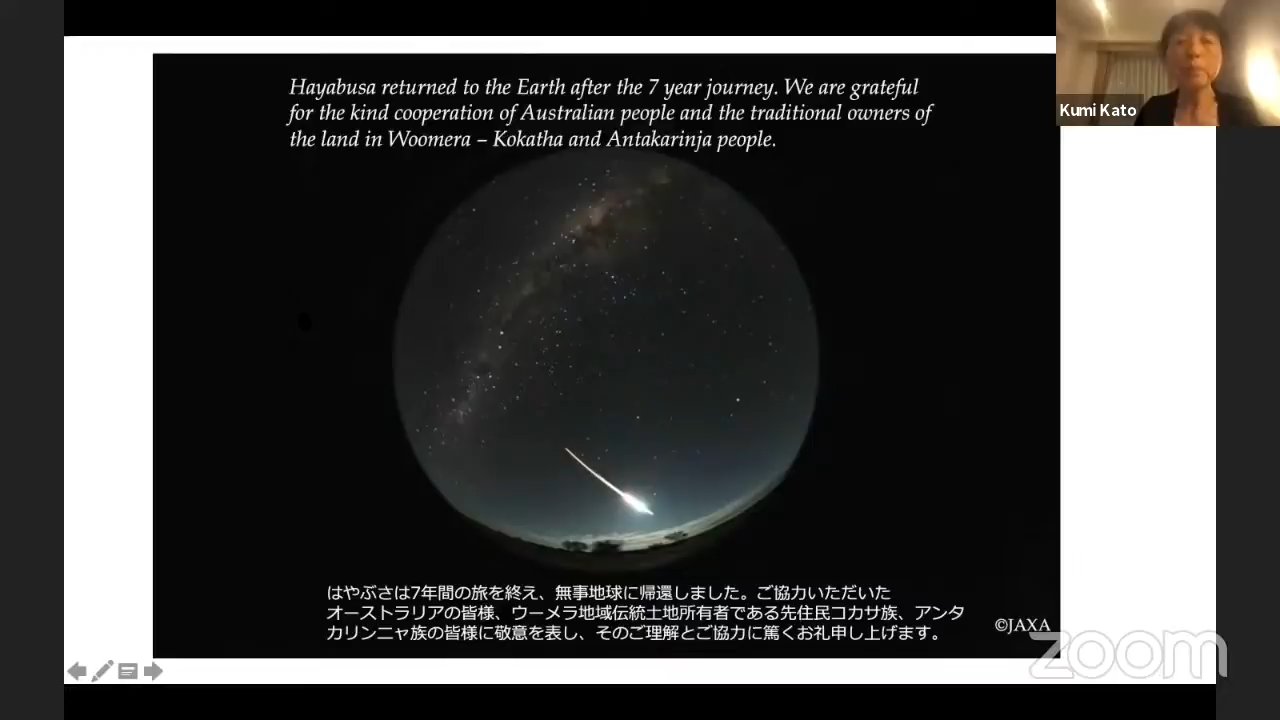 Hayabusa returned to the Earth after the 7 year journey. We are grateful
for the kind cooperation of Australian people and the traditional owners of
the land in Woomera – Kokatha and Antakarinja people.
Kumi Kato
はやぶさは7年間の旅を終え、無事地球に帰還しました。ご協力いただいた
オーストラリアの皆様、ウーメラ地域伝統土地所有者である先住民コカサ族、アンタ
カリンニャ族の皆様に敬意を表し、そのご理解とご協力に篤くお礼申し上げます。
©JAXA
zoom